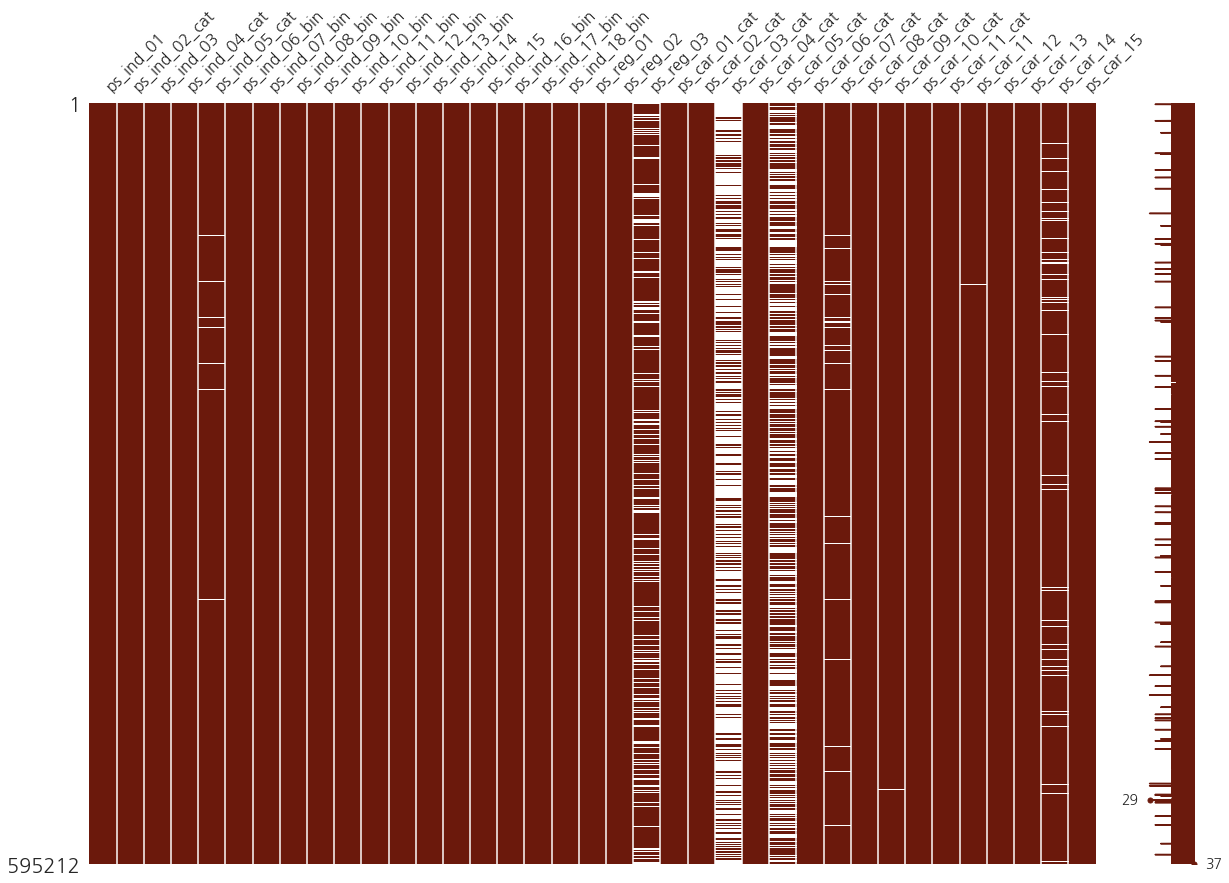 ps_ind_01
ps_ind_02_cat
ps_ind_03
ps_ind_04_cat
ps_ind_05_cat
ps_ind_06_bin
ps_ind_07_bin
ps_ind_08_bin
ps_ind_09_bin
ps_ind_10_bin
ps_ind_11_bin
ps_ind_12_bin
ps_ind_13_bin
ps_ind_14
ps_ind_15
ps_ind_16_bin
ps_ind_17_bin
ps_ind_18_bin
ps_reg_01
ps_reg_02
ps_reg_03
ps_car_01_cat
ps_car_02_cat
ps_car_03_cat
ps_car_04_cat
ps_car_05_cat
ps_car_06_cat
ps_car_07_cat
ps_car_08_cat
ps_car_09_cat
ps_car_10_cat
ps_car_11_cat
ps_car_11
ps_car_12
ps_car_13
ps_car_14
ps_car_15
1
29
595212
37